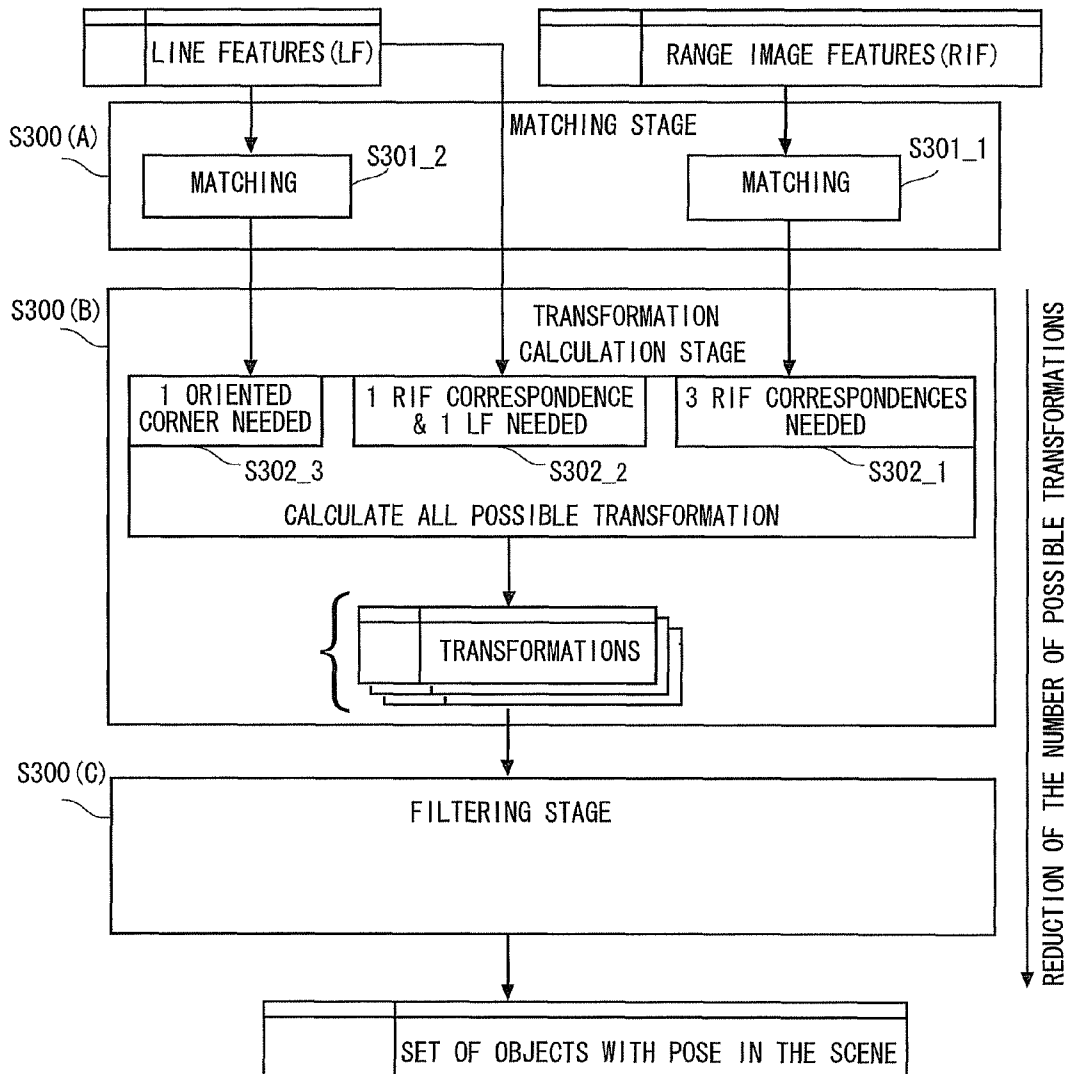 LINE FEATURES(LF)
RANGE IMAGE FEATURES(RIF)
S300(A)
MATCHING STAGE
S301_2
MATCHING
S301_1
MATCHING
S300(B)
TRANSFORMATION
CALCULATION STAGE
1 ORIENTED
CORNER NEEDED
S302_3
1 RIF CORRESPONDENCE
& 1 LF NEEDED
S302_2
3 RIF CORRESPONDENCES
NEEDED
S302_1
CALCULATE ALL POSSIBLE TRANSFORMATION
TRANSFORMATIONS
S300(C)
FILTERING STAGE
SET OF OBJECTS WITH POSE IN THE SCENE
REDUCTION OF THE NUMBER OF POSSIBLE TRANSFORMATIONS